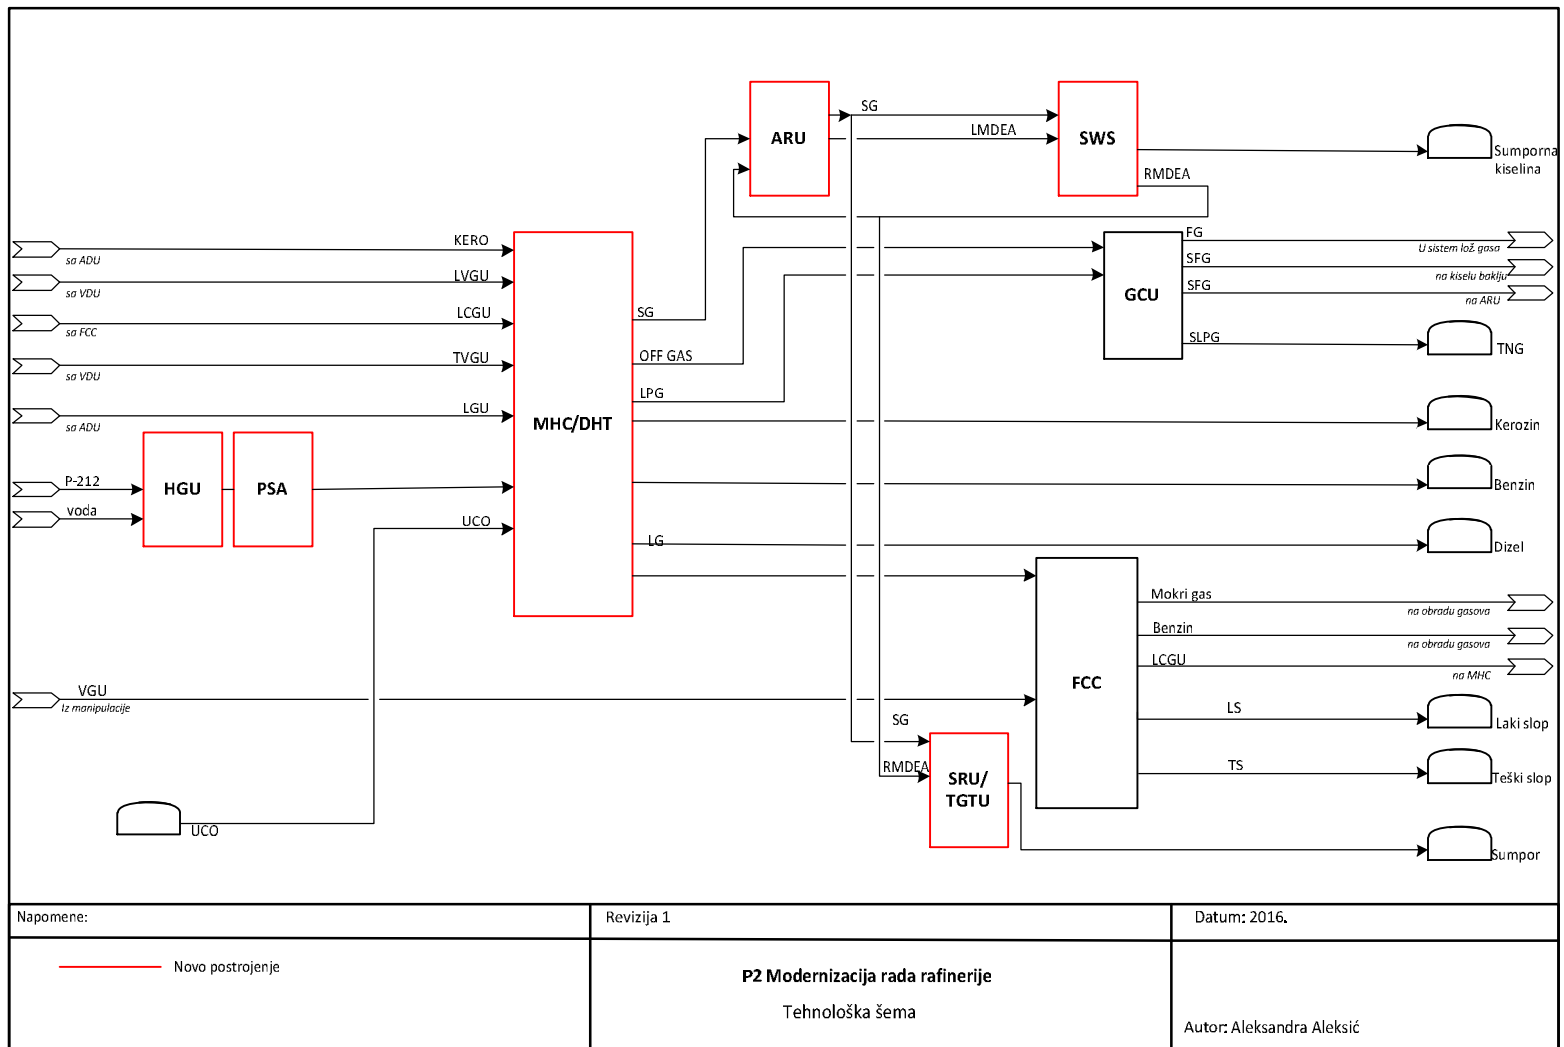 SG
ARU
LMDEA
SWS
Sumporna
kiselina
RMDEA
KERO
sa ADU
LVGU
sa VDU
LCGU
sa FCC
TVGU
sa VDU
LGU
sa ADU
MHC/DHT
SG
OFF GAS
LPG
GCU
FG
U sistem lož. gasa
SFG
na kiselu baklju
SFG
na ARU
SLPG
TNG
Kerozin
P-212
voda
HGU
PSA
UCO
LG
Benzin
Dizel
FCC
Mokri gas
na obradu gasova
Benzin
na obradu gasova
LCGU
na MHC
LS
Laki slop
TS
Teški slop
VGU
Iz manipulacije
SG
RMDEA
SRU/
TGTU
Sumpor
UCO
Napomene:
Revizija 1
Datum: 2016.
Novo postrojenje
P2 Modernizacija rada rafinerije
Tehnološka šema
Autor: Aleksandra Aleksić